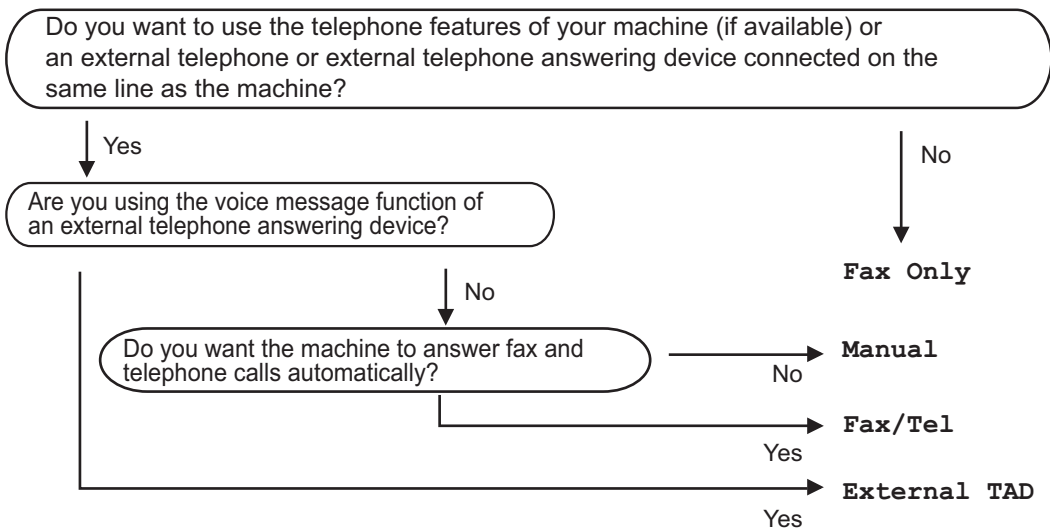 Do you want to use the telephone features of your machine (if available) or
an external telephone or external telephone answering device connected on the
same line as the machine?
Yes
No
Are you using the voice message function of
an external telephone answering device?
Fax Only
No
Do you want the machine to answer fax and
telephone calls automatically?
Manual
No
Fax/Tel
Yes
External TAD
Yes